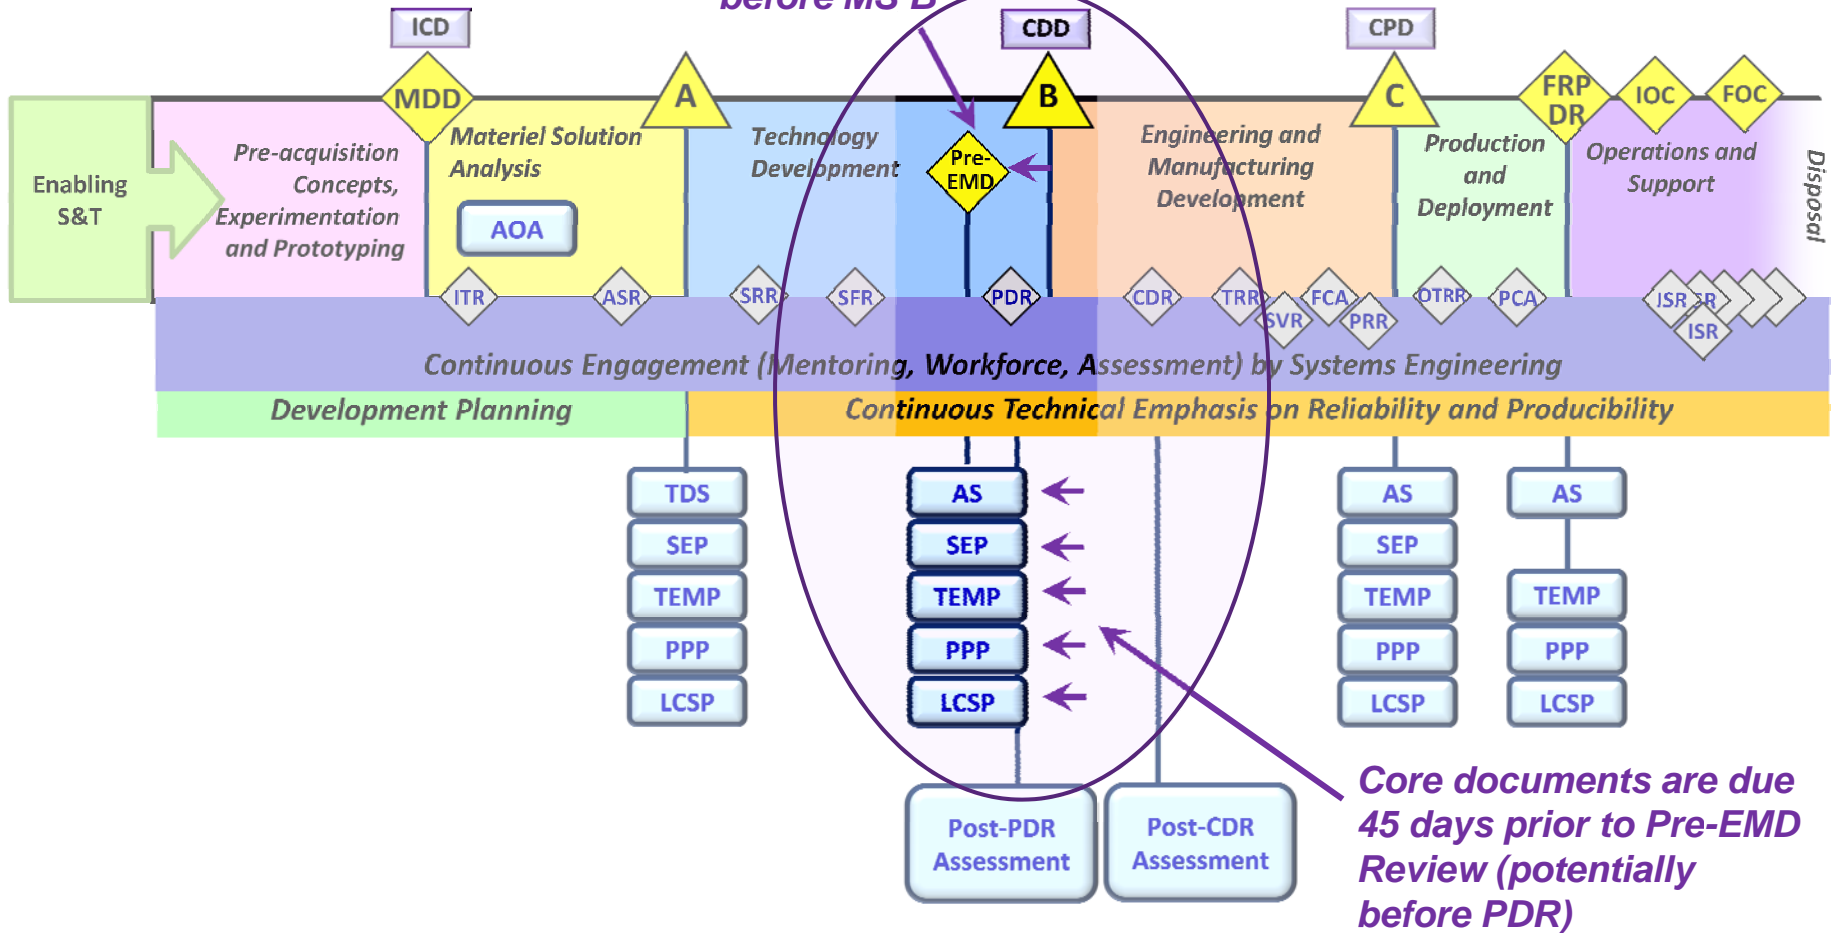 before MS B
ICD
CDD
CPD
MDD
A
B
C
FRP
DR
IOC
FOC
Enabling
S&T
Pre-acquisition
Concepts,
Experimentation
and Prototyping
Materiel Solution
Analysis
AOA
Technology
Development
Pre-
EMD
Engineering and
Manufacturing
Development
Production
and
Deployment
Operations and
Support
Disposal
ITR
ASR
SRR
SFR
PDR
CDR
TRR
SVR
FCA
PRR
OTRR
PCA
ISR
SR
ISR
Continuous Engagement (Mentoring, Workforce, Assessment) by Systems Engineering
Development Planning
Continuous Technical Emphasis on Reliability and Producibility
TDS
SEP
TEMP
PPP
LCSP
AS
SEP
TEMP
PPP
LCSP
AS
SEP
TEMP
PPP
LCSP
AS
TEMP
PPP
LCSP
Post-PDR
Assessment
Post-CDR
Assessment
Core documents are due
45 days prior to Pre-EMD
Review (potentially
before PDR)